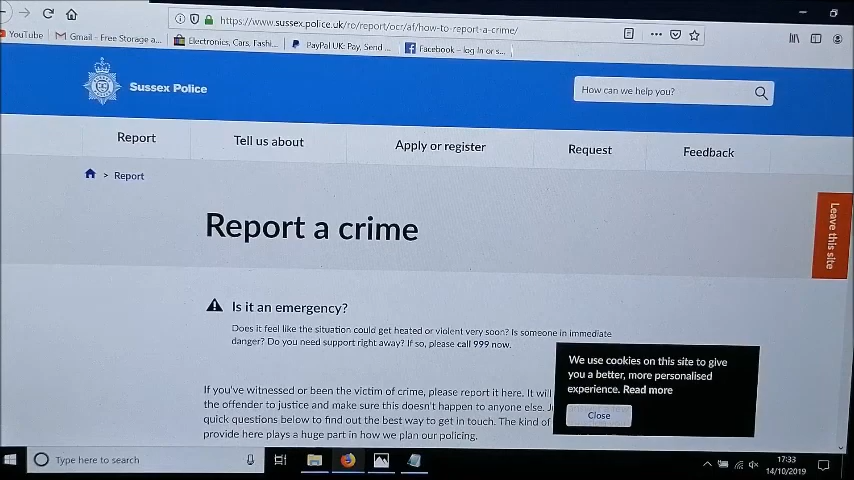 https://www.sussex.police.uk/ro/report/ocr/af/how-to-report-a-crime/
YouTube
Gmail - Free Storage a...
Electronics, Cars, Fashi...
PayPal UK: Pay, Send ...
Facebook – log in or s...
Sussex Police
How can we help you?
Report
Tell us about
Apply or register
Request
Feedback
> Report
Leave this site
Report a crime
Is it an emergency?
Does it feel like the situation could get heated or violent very soon? Is someone in immediate
danger? Do you need support right away? If so, please call 999 now.
We use cookies on this site to give
you a better, more personalised
experience. Read more
Close
If you've witnessed or been the victim of crime, please report it here. It will
the offender to justice and make sure this doesn't happen to anyone else.
quick questions below to find out the best way to get in touch. The kind of
provide here plays a huge part in how we plan our policing.
Type here to search
17:33
14/10/2019